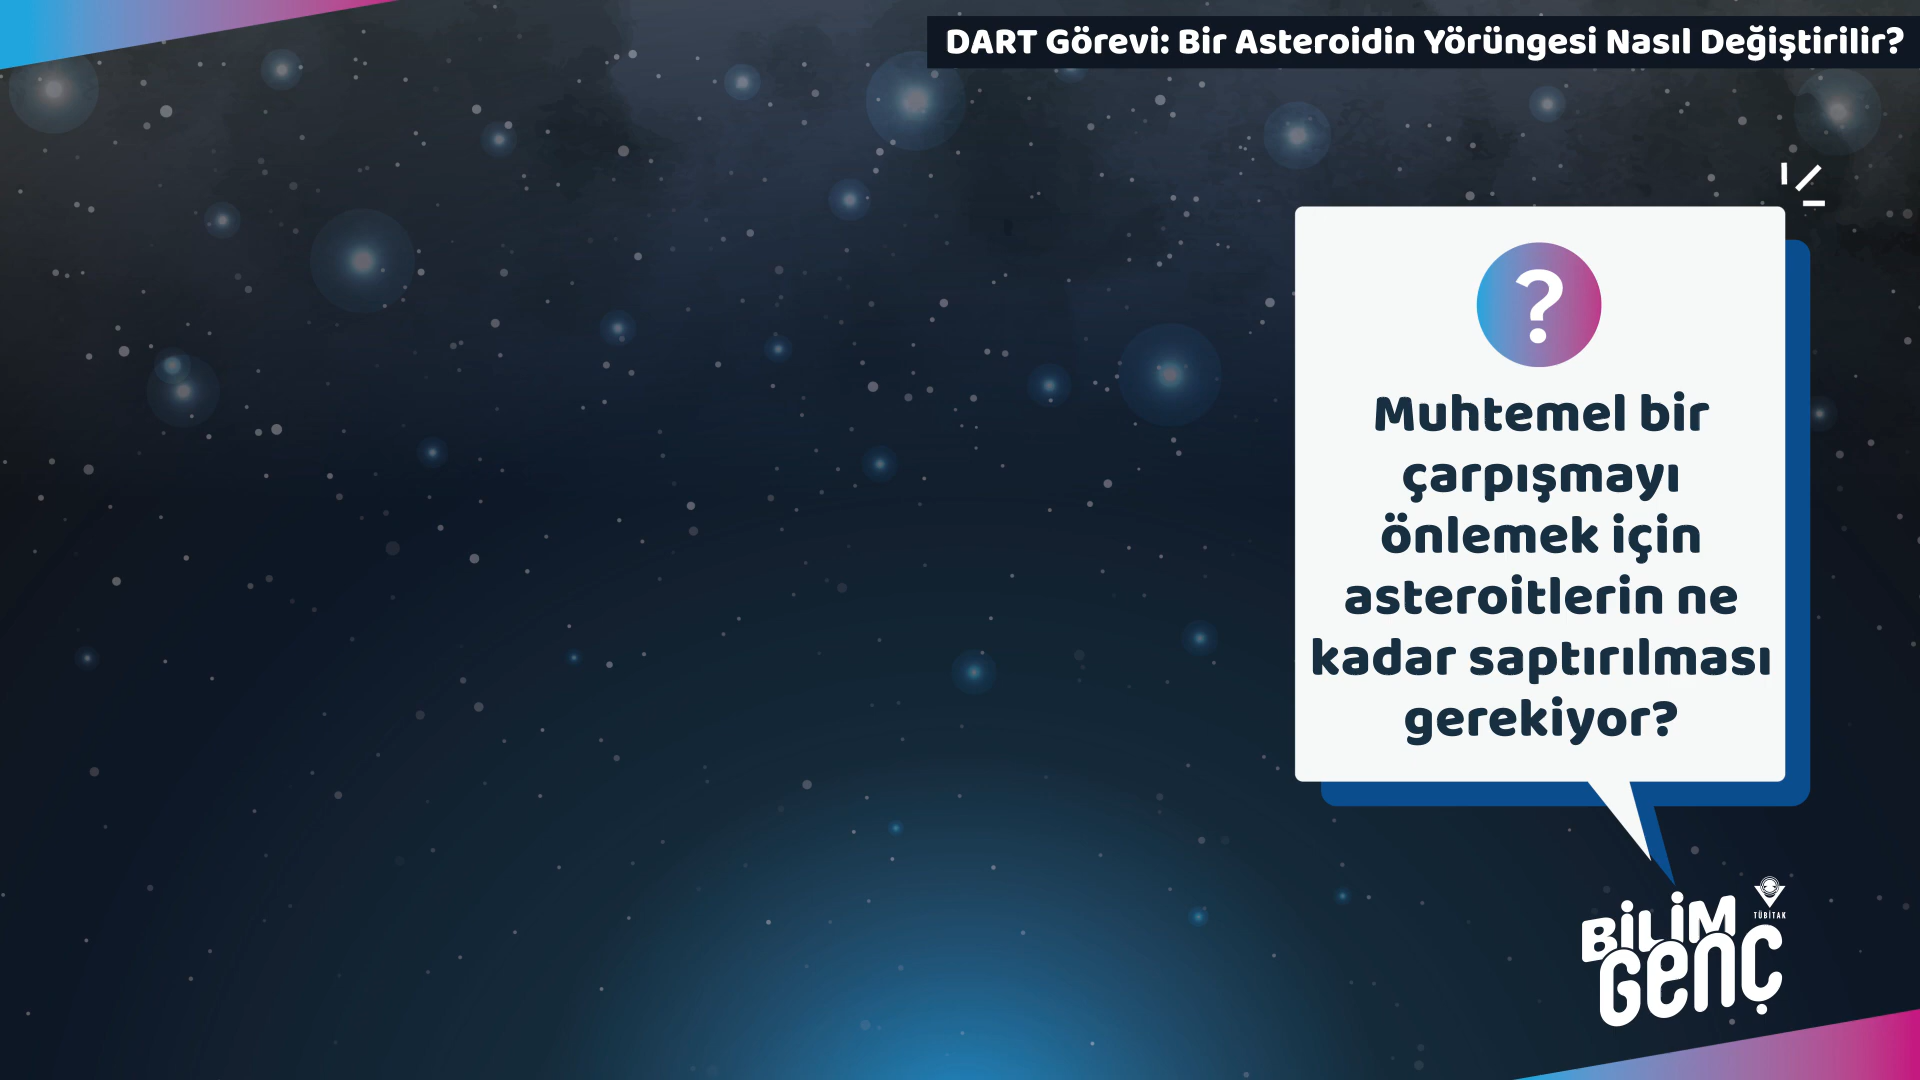 DART Görevi: Bir Asteroidin Yörüngesi Nasıl Değiştirilir?
?
Muhtemel bir
çarpışmayı
önlemek için
asteroitlerin ne
kadar saptırılması
gerekiyor?
TÜBİTAK
BİLİM
GENÇ